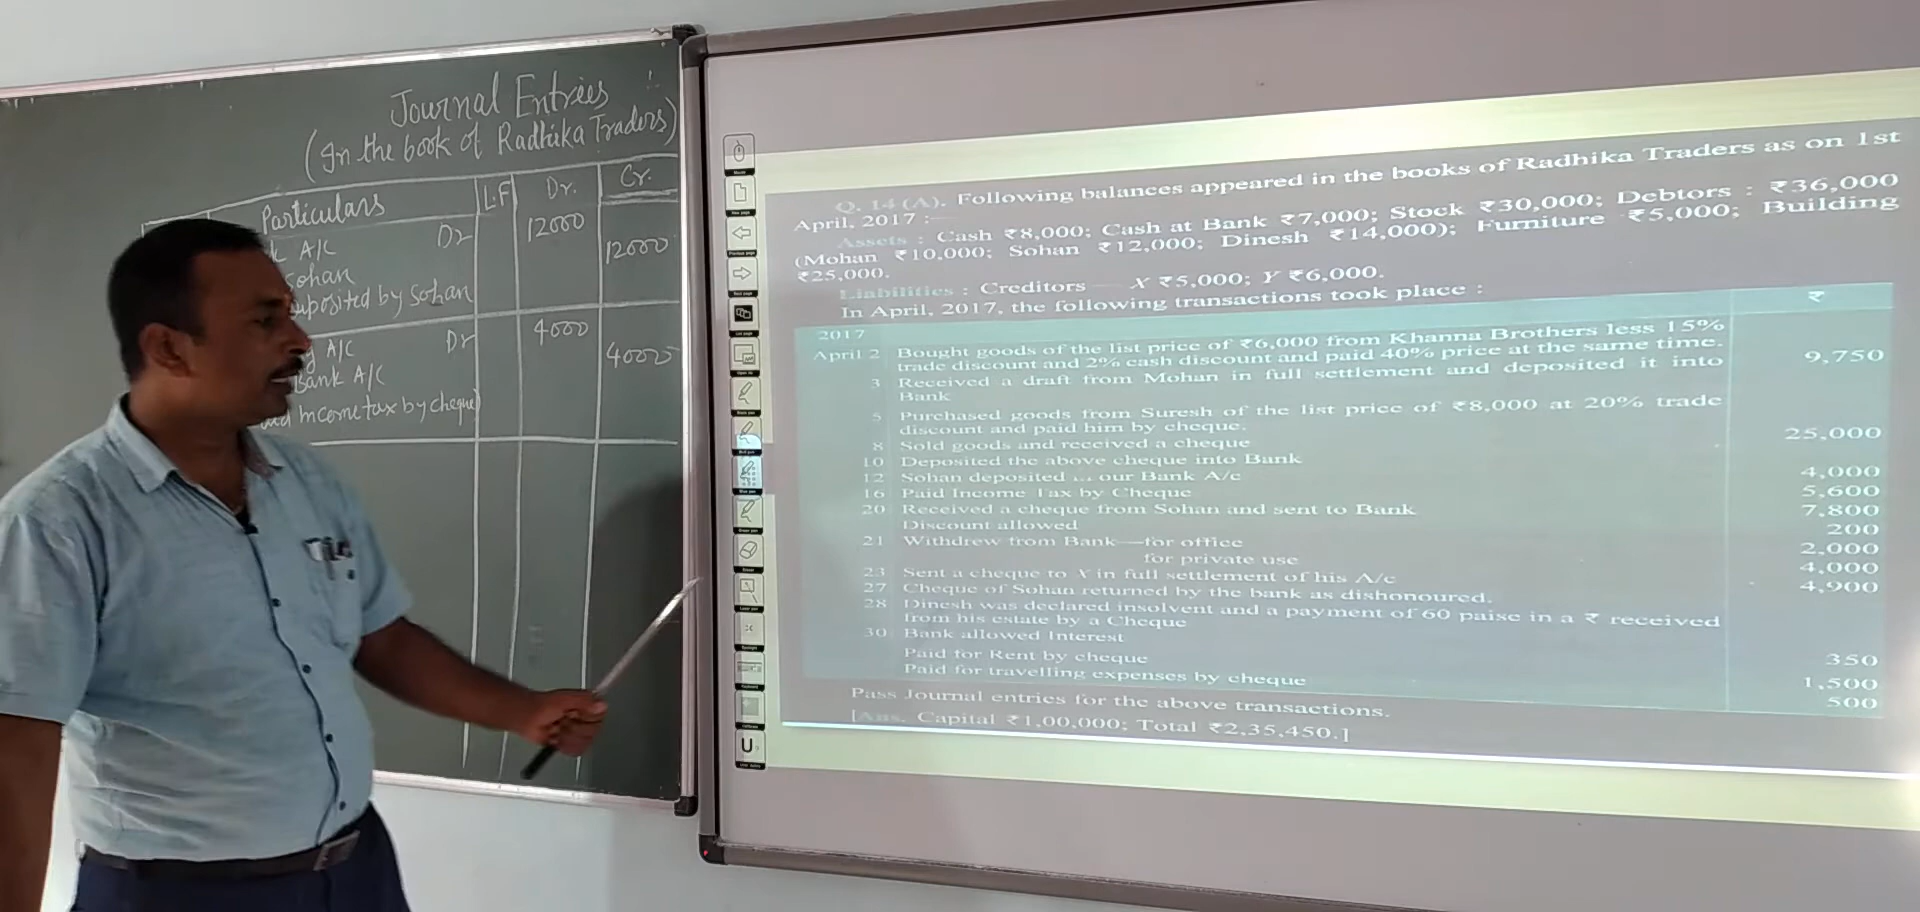 Journal Entries
(In the book of Radhika Traders)
Particulars
L.F
Dr.
Cr.
A/C Dr
12000
Sohan
12000
deposited by Sohan
A/C Dr
4000
Bank A/C
4000
Income tax by cheque)
Q. 14 (A). Following balances appeared in the books of Radhika Traders as on 1st
April, 2017 :—
Assets : Cash ₹8,000; Cash at Bank ₹7,000; Stock ₹30,000; Debtors : ₹36,000
(Mohan ₹10,000; Sohan ₹12,000; Dinesh ₹14,000); Furniture ₹5,000; Building
₹25,000.
Liabilities : Creditors — X ₹5,000; Y ₹6,000.
In April, 2017, the following transactions took place :
2017 ₹
April 2 Bought goods of the list price of ₹6,000 from Khanna Brothers less 15%
trade discount and 2% cash discount and paid 40% price at the same time.
3 Received a draft from Mohan in full settlement and deposited it into 9,750
Bank
5 Purchased goods from Suresh of the list price of ₹8,000 at 20% trade
discount and paid him by cheque.
8 Sold goods and received a cheque 25,000
10 Deposited the above cheque into Bank
12 Sohan deposited our Bank A/c 4,000
16 Paid Income Tax by Cheque 5,600
20 Received a cheque from Sohan and sent to Bank 7,800
Discount allowed 200
21 Withdrew from Bank—for office 2,000
for private use 4,000
23 Sent a cheque to X in full settlement of his A/c 4,900
27 Cheque of Sohan returned by the bank as dishonoured.
28 Dinesh was declared insolvent and a payment of 60 paise in a ₹ received
from his estate by a Cheque
30 Bank allowed Interest 350
Paid for Rent by cheque 1,500
Paid for travelling expenses by cheque 500
Pass Journal entries for the above transactions.
[Ans. Capital ₹1,00,000; Total ₹2,35,450.]